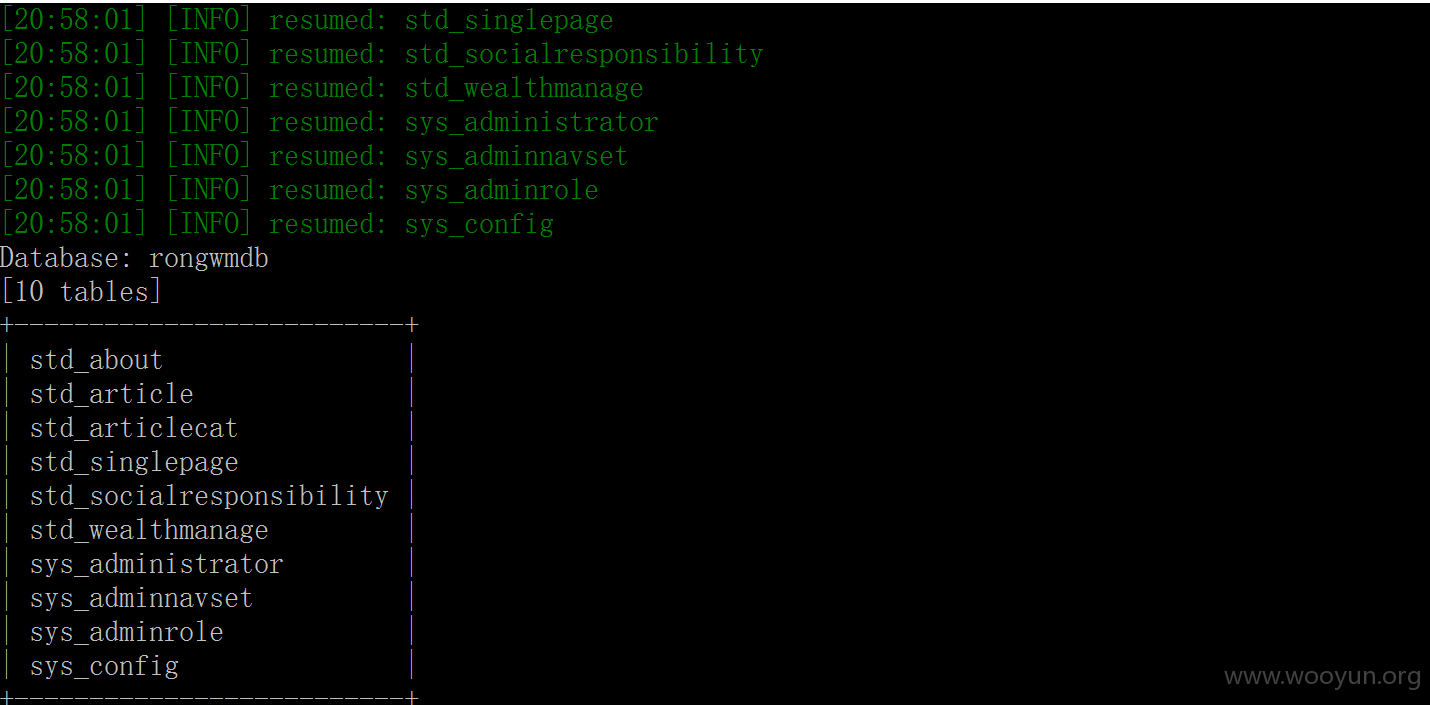 [20:58:01] [INFO] resumed: std_singlepage
[20:58:01] [INFO] resumed: std_socialresponsibility
[20:58:01] [INFO] resumed: std_wealthmanage
[20:58:01] [INFO] resumed: sys_administrator
[20:58:01] [INFO] resumed: sys_adminnavset
[20:58:01] [INFO] resumed: sys_adminrole
[20:58:01] [INFO] resumed: sys_config
Database: rongwmdb
[10 tables]
+--------------------------+
| std_about                |
| std_article              |
| std_articlecat           |
| std_singlepage           |
| std_socialresponsibility |
| std_wealthmanage         |
| sys_administrator        |
| sys_adminnavset          |
| sys_adminrole            |
| sys_config               |
+--------------------------+
www.wooyun.org